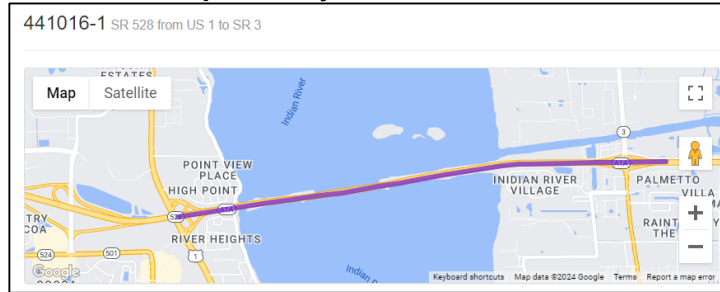 441016-1 SR 528 from US 1 to SR 3
Map Satellite
ESTATES
Indian River
3
POINT VIEW
PLACE
HIGH POINT
INDIAN RIVER
VILLAGE
A1A
PALMETTO
VILLA
A1A
RIVER HEIGHTS
1
524
501
Google
Keyboard shortcuts Map data ©2024 Google Terms Report a map error